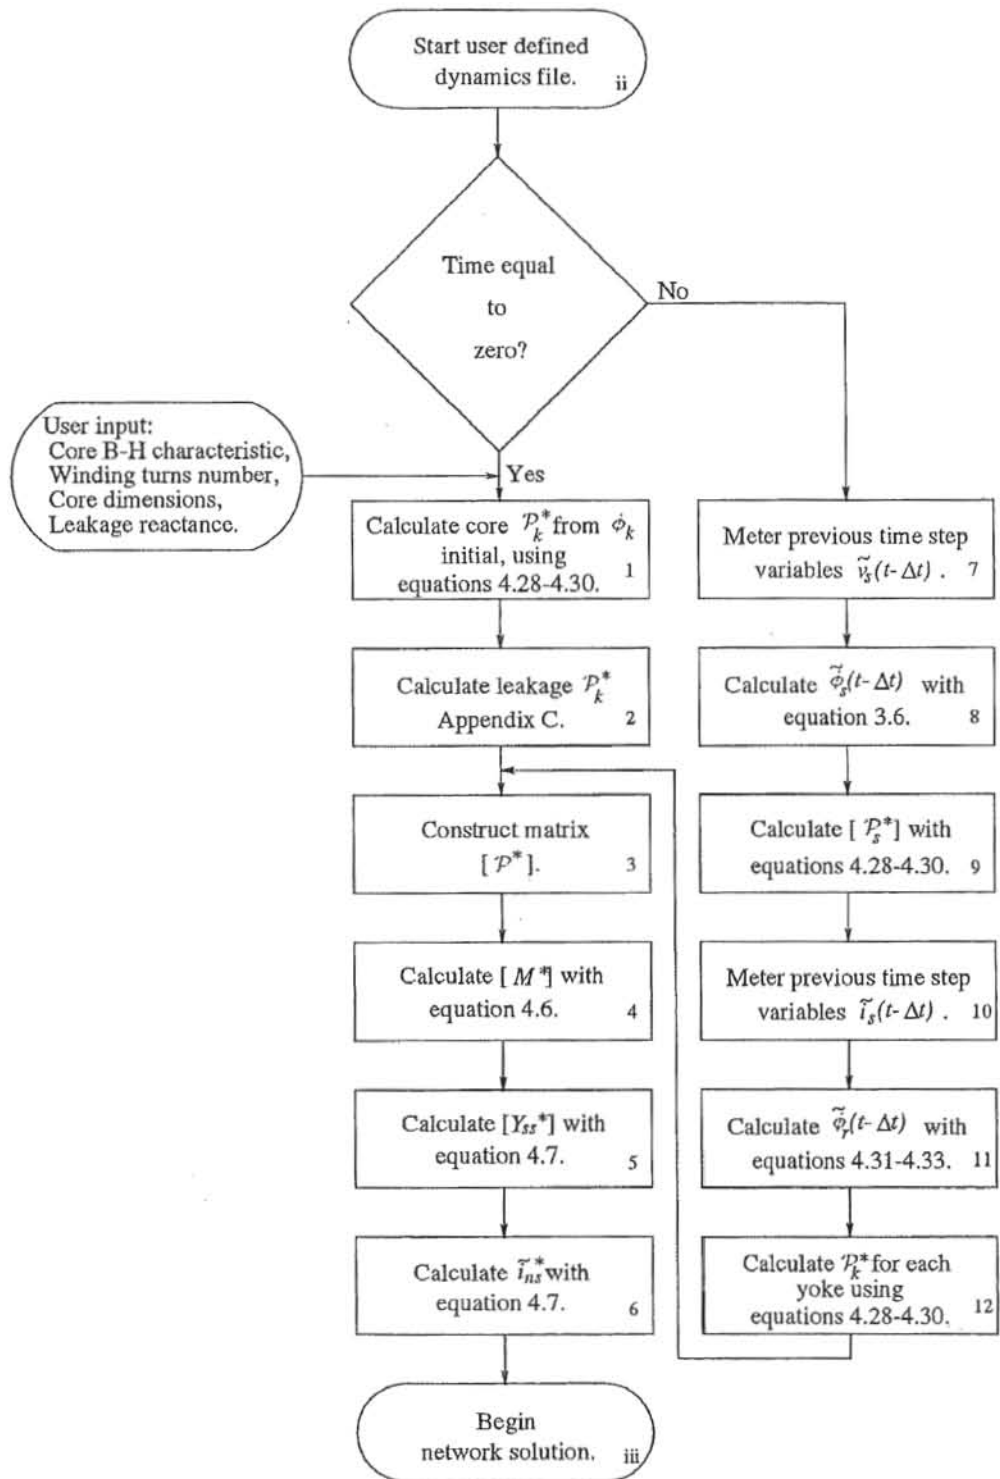 Start user defined
dynamics file.
ii
Time equal
to
zero?
No
User input:
Core B-H characteristic,
Winding turns number,
Core dimensions,
Leakage reactance.
Yes
Calculate core 𝒫*ₖ from ϕ̇ₖ
initial, using
equations 4.28-4.30.
1
Calculate leakage 𝒫*ₖ
Appendix C.
2
Construct matrix
[ 𝒫* ].
3
Calculate [ M*] with
equation 4.6.
4
Calculate [Yₛₛ*] with
equation 4.7.
5
Calculate ĩ*ₙₛ with
equation 4.7.
6
Begin
network solution.
iii
Meter previous time step
variables ṽₛ(t-Δt) .
7
Calculate ϕ̇̃ₛ(t-Δt) with
equation 3.6.
8
Calculate [ 𝒫*ₛ] with
equations 4.28-4.30.
9
Meter previous time step
variables ĩₛ(t-Δt) .
10
Calculate ϕ̇̃ᵣ(t-Δt) with
equations 4.31-4.33.
11
Calculate 𝒫*ₖ for each
yoke using
equations 4.28-4.30.
12